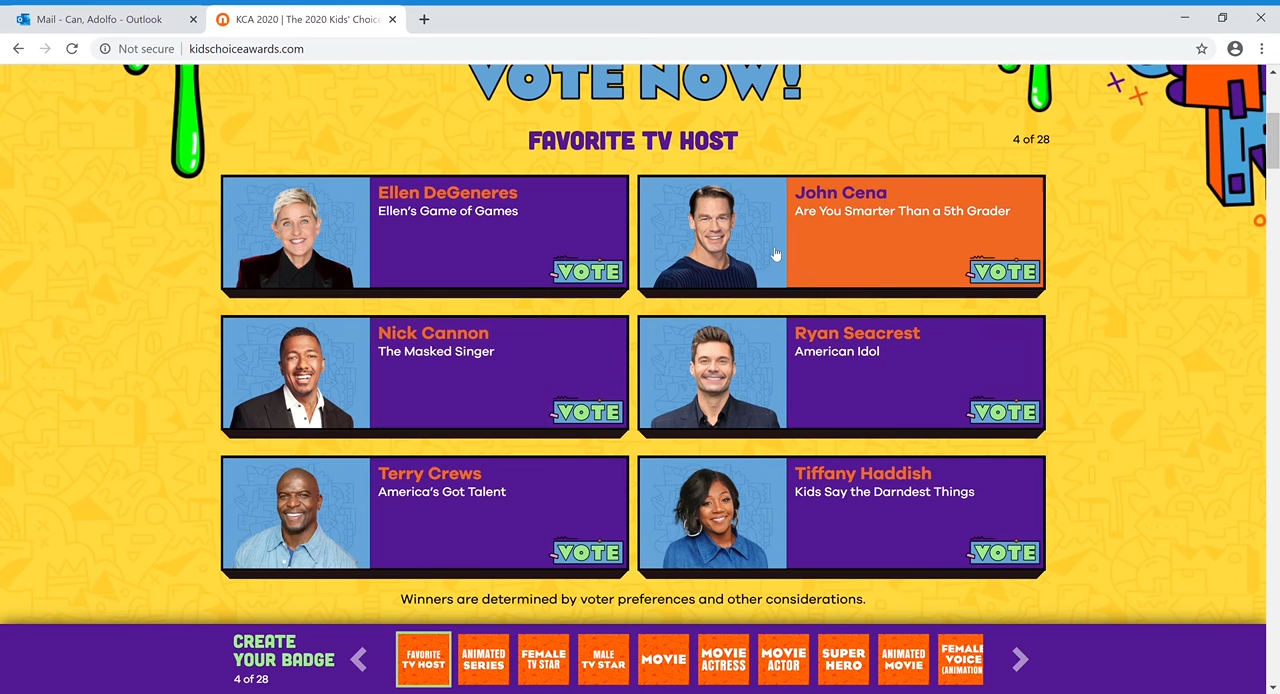 Mail - Can, Adolfo - Outlook
KCA 2020 | The 2020 Kids' Choice
Not secure
kidschoiceawards.com
VOTE NOW!
FAVORITE TV HOST
4 of 28
Ellen DeGeneres
Ellen's Game of Games
VOTE
John Cena
Are You Smarter Than a 5th Grader
VOTE
Nick Cannon
The Masked Singer
VOTE
Ryan Seacrest
American Idol
VOTE
Terry Crews
America's Got Talent
VOTE
Tiffany Haddish
Kids Say the Darndest Things
VOTE
Winners are determined by voter preferences and other considerations.
CREATE
YOUR BADGE
4 of 28
FAVORITE
TV HOST
ANIMATED
SERIES
FEMALE
TV STAR
MALE
TV STAR
MOVIE
MOVIE
ACTRESS
MOVIE
ACTOR
SUPER
HERO
ANIMATED
MOVIE
FEMALE
VOICE
(ANIMATION